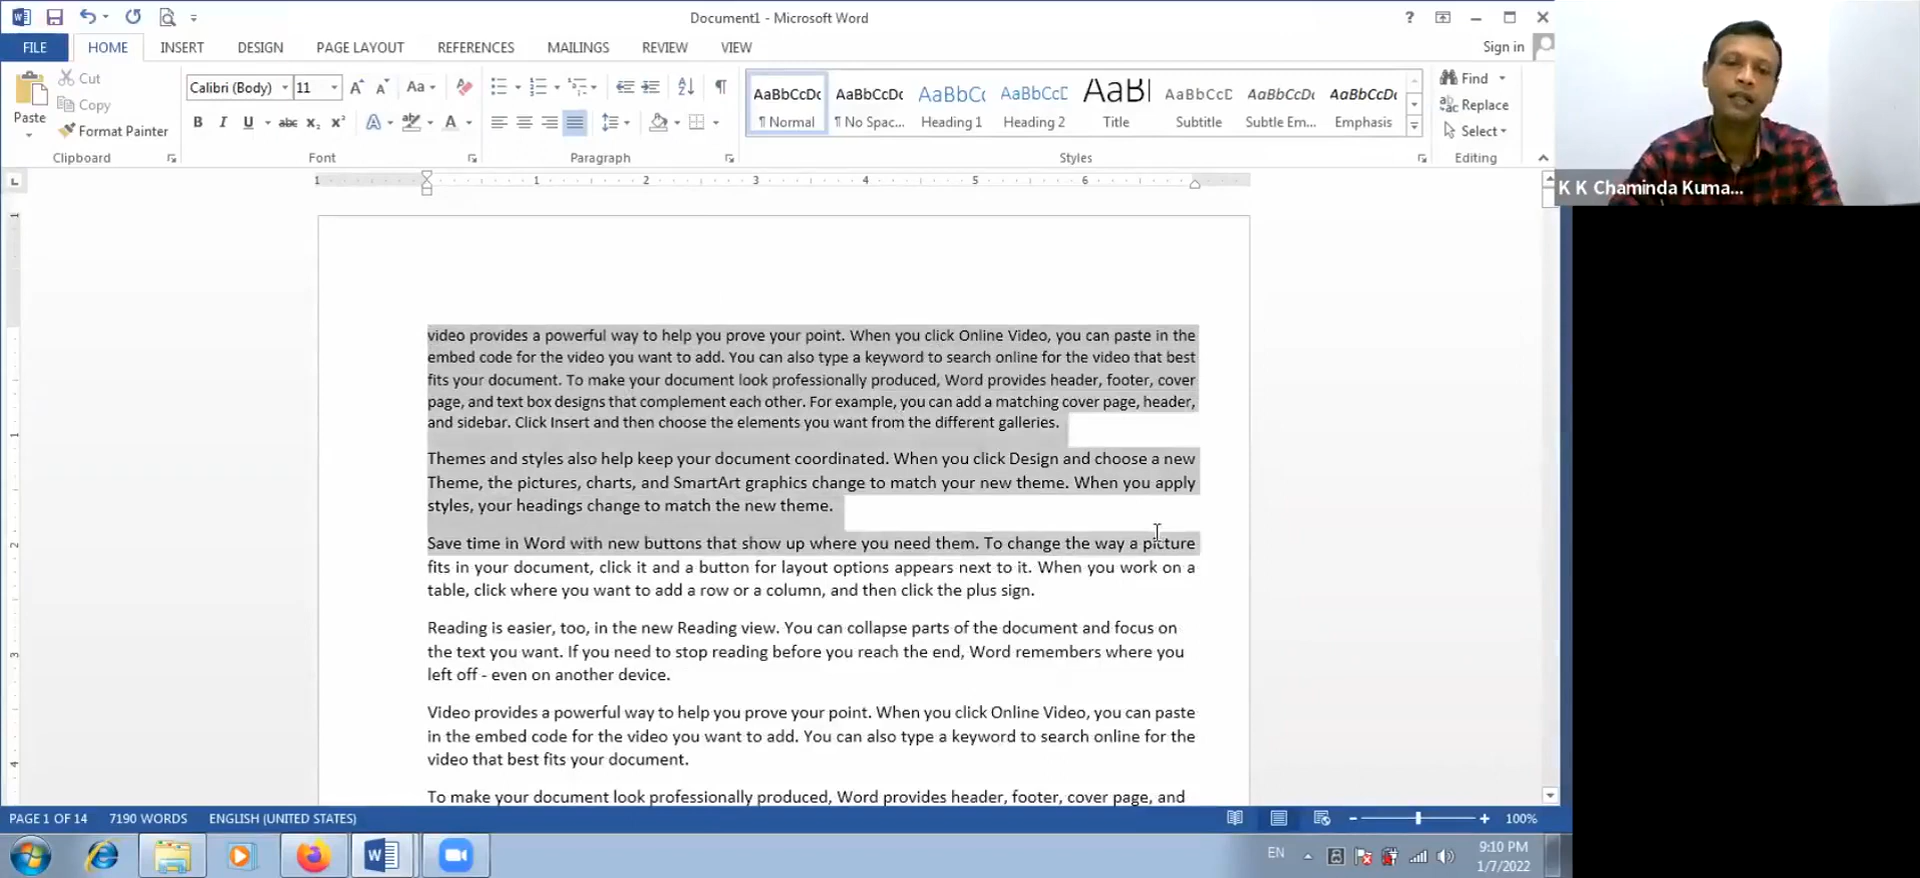 Document1 - Microsoft Word
FILE HOME INSERT DESIGN PAGE LAYOUT REFERENCES MAILINGS REVIEW VIEW Sign in
Paste
Cut
Copy
Format Painter
Clipboard
Calibri (Body) 11
Font
Paragraph
AaBbCcDc AaBbCcDc AaBbCc AaBbCcD AaBl AaBbCcD AaBbCcDc AaBbCcDc
¶ Normal ¶ No Spac... Heading 1 Heading 2 Title Subtitle Subtle Em... Emphasis
Styles
Find
Replace
Select
Editing
K K Chaminda Kuma...
1 1 2 3 4 5 6
video provides a powerful way to help you prove your point. When you click Online Video, you can paste in the
embed code for the video you want to add. You can also type a keyword to search online for the video that best
fits your document. To make your document look professionally produced, Word provides header, footer, cover
page, and text box designs that complement each other. For example, you can add a matching cover page, header,
and sidebar. Click Insert and then choose the elements you want from the different galleries.
Themes and styles also help keep your document coordinated. When you click Design and choose a new
Theme, the pictures, charts, and SmartArt graphics change to match your new theme. When you apply
styles, your headings change to match the new theme.
Save time in Word with new buttons that show up where you need them. To change the way a picture
fits in your document, click it and a button for layout options appears next to it. When you work on a
table, click where you want to add a row or a column, and then click the plus sign.
Reading is easier, too, in the new Reading view. You can collapse parts of the document and focus on
the text you want. If you need to stop reading before you reach the end, Word remembers where you
left off - even on another device.
Video provides a powerful way to help you prove your point. When you click Online Video, you can paste
in the embed code for the video you want to add. You can also type a keyword to search online for the
video that best fits your document.
To make your document look professionally produced, Word provides header, footer, cover page, and
PAGE 1 OF 14 7190 WORDS ENGLISH (UNITED STATES) 100%
EN 9:10 PM
1/7/2022